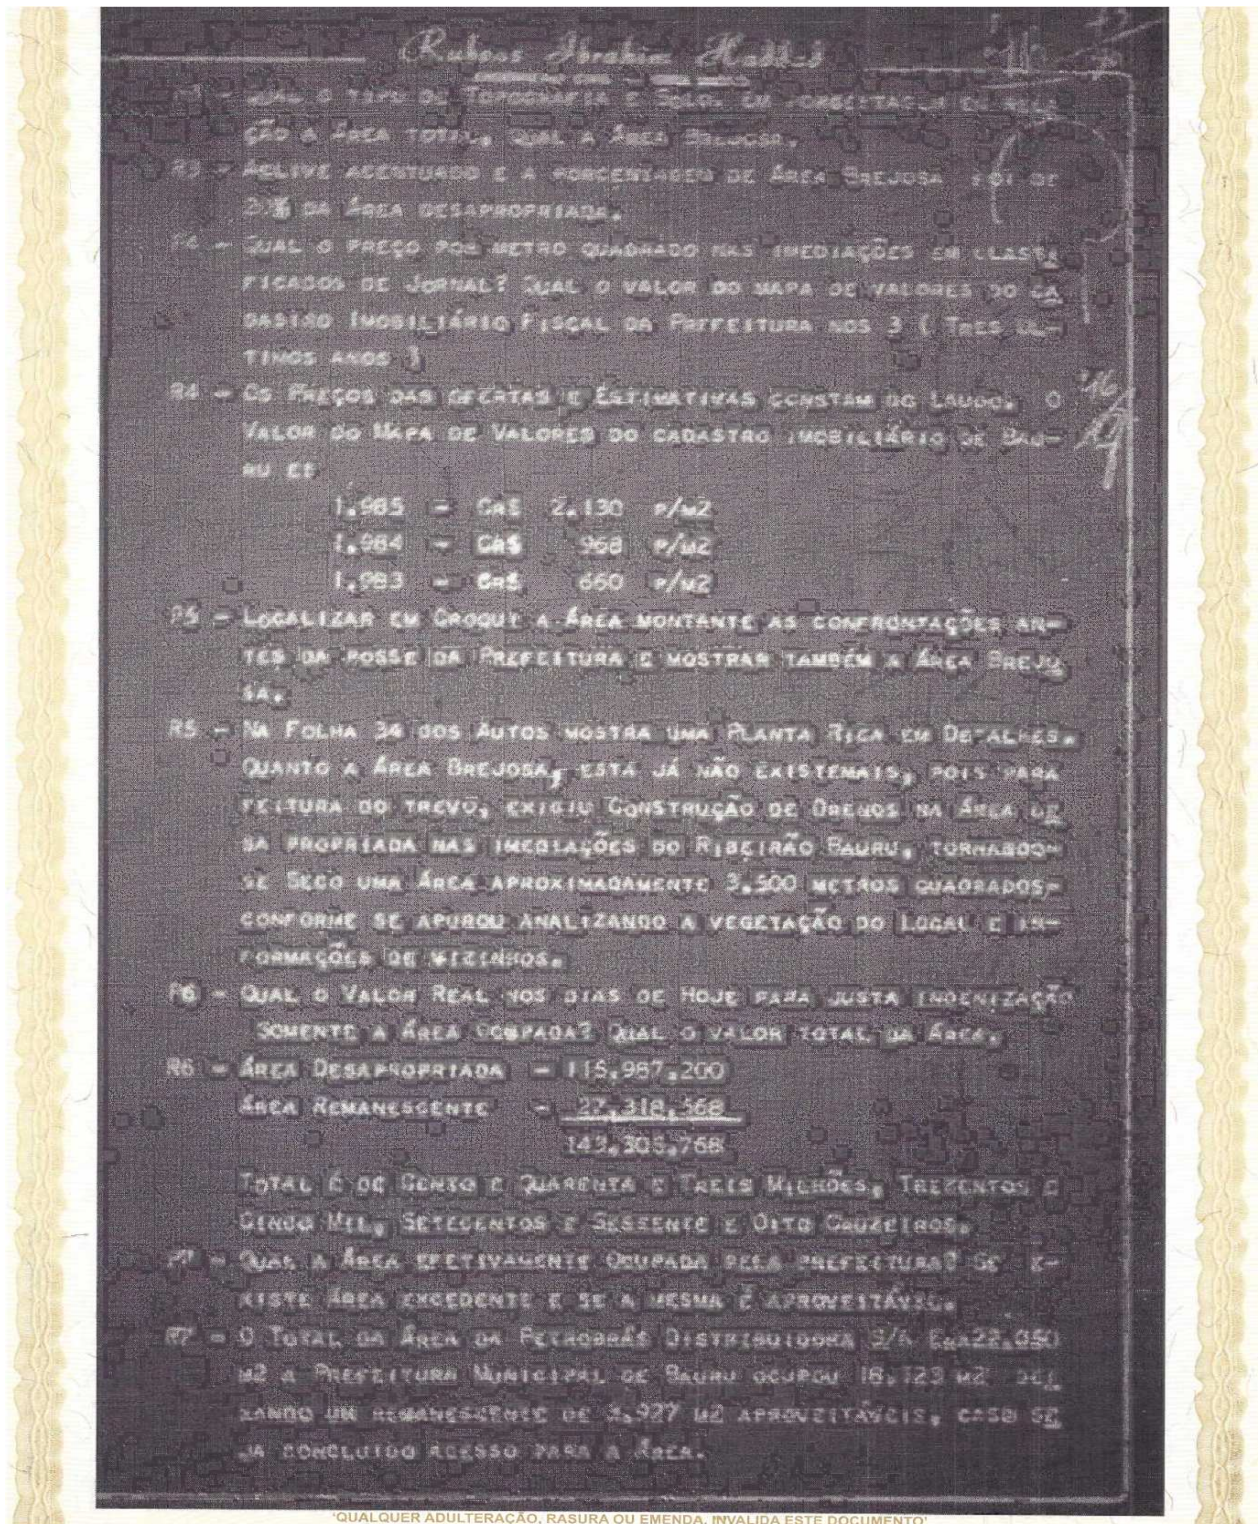 Rubens Ibrahim Haddad
QUAL O TIPO DE TOPOGRAFIA E SOLO. EM PORCENTAGEM DE RELA
ÇÃO A ÁREA TOTAL, QUAL A ÁREA BREJOSA.
R3 - ACLIVE ACENTUADO E A PORCENTAGEM DE ÁREA BREJOSA FOI DE
DA ÁREA DESAPROPRIADA.
P4 - QUAL O PREÇO POR METRO QUADRADO NAS IMEDIAÇÕES EM CLASSI
FICADOS DE JORNAL? QUAL O VALOR DO MAPA DE VALORES DO CA
DASTRO IMOBILIÁRIO FISCAL DA PREFEITURA NOS 3 ( TRES ÚL-
TIMOS ANOS )
R4 - OS PREÇOS DAS OFERTAS E ESTIMATIVAS CONSTAM DO LAUDO. O
VALOR DO MAPA DE VALORES DO CADASTRO IMOBILIÁRIO DE BAU-
RU E:
1.985 - CR$ 2.130 P/M2
1.984 - CR$ 968 P/M2
1.983 - CR$ 660 P/M2
P5 - LOCALIZAR EM CROQUI A ÁREA MONTANTE AS CONFRONTAÇÕES AN-
TES DA POSSE DA PREFEITURA E MOSTRAR TAMBÉM A ÁREA BREJO
SA.
R5 - NA FOLHA 34 DOS AUTOS MOSTRA UMA PLANTA RICA EM DETALHES.
QUANTO A ÁREA BREJOSA, ESTÁ JÁ NÃO EXISTEMAIS, POIS PARA
FEITURA DO TREVO, EXIGIU CONSTRUÇÃO DE DRENOS NA ÁREA DE
SA PROPRIADA NAS IMEDIAÇÕES DO RIBEIRÃO BAURU, TORNANDO-
SE SECO UMA ÁREA APROXIMADAMENTE 3.500 METROS QUADRADOS-
CONFORME SE APUROU ANALIZANDO A VEGETAÇÃO DO LOCAL E IN-
FORMAÇÕES DE VIZINHOS.
P6 - QUAL O VALOR REAL NOS DIAS DE HOJE PARA JUSTA INDENIZAÇÃO
SOMENTE A ÁREA OCUPADA? QUAL O VALOR TOTAL DA ÁREA.
R6 - ÁREA DESAPROPRIADA - 115.987.200
ÁREA REMANESCENTE - 27.318.568
143.305.768
TOTAL É DE CENTO E QUARENTA E TREIS MILHÕES, TREZENTOS E
CINCO MIL, SETECENTOS E SESSENTE E OITO CRUZEIROS.
P7 - QUAL A ÁREA EFETIVAMENTE OCUPADA PELA PREFEITURA? SE E-
XISTE ÁREA EXCEDENTE E SE A MESMA É APROVEITÁVEL.
R7 - O TOTAL DA ÁREA DA PETROBRÁS DISTRIBUIDORA S/A ERA 22.050
M2 A PREFEITURA MUNICIPAL DE BAURU OCUPOU 18.123 M2 DEI
XANDO UM REMANESCENTE DE 3.927 M2 APROVEITÁVEIS, CASO SE
JA CONCLUIDO ACESSO PARA A ÁREA.
'QUALQUER ADULTERAÇÃO, RASURA OU EMENDA, INVALIDA ESTE DOCUMENTO'